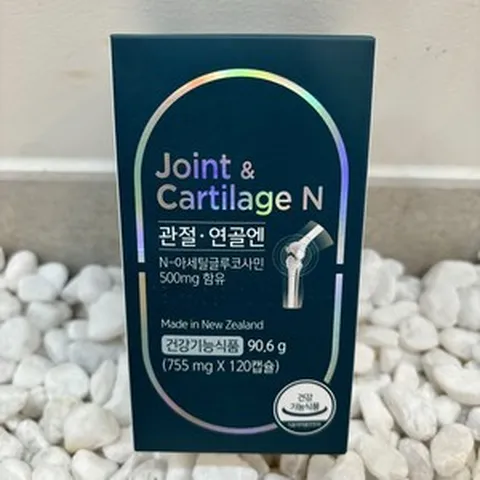 Joint &
Cartilage N
관절·연골엔
N-아세틸글루코사민
500mg 함유
Made in New Zealand
건강기능식품 90.6 g
(755 mg X 120캡슐)
건강
기능식품